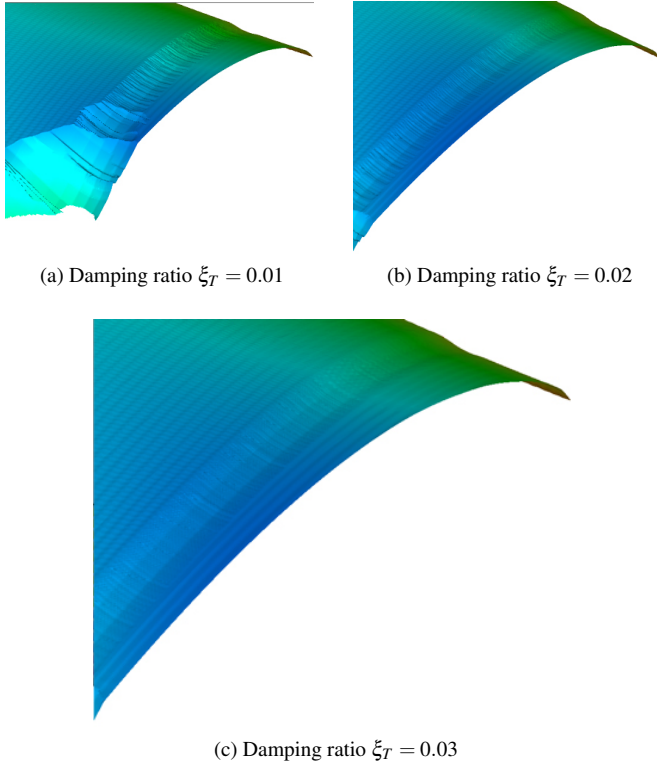 (a) Damping ratio ξ_T = 0.01
(b) Damping ratio ξ_T = 0.02
(c) Damping ratio ξ_T = 0.03